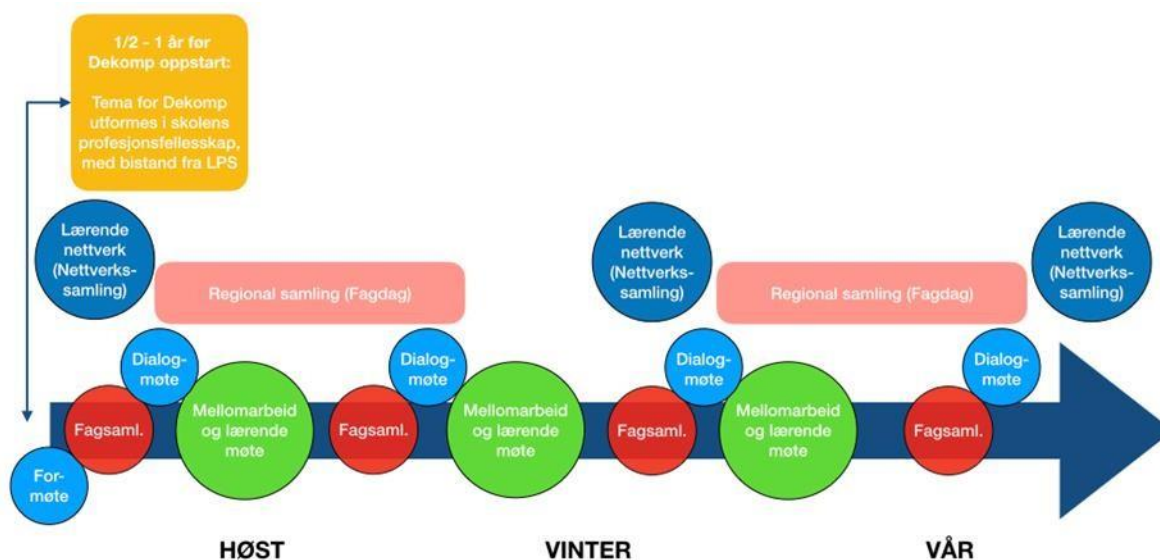 1/2 - 1 år før
Dekomp oppstart:
Tema for Dekomp
utformes i skolens
profesjonsfellesskap,
med bistand fra LPS
Lærende
nettverk
(Nettverks-
samling)
Regional samling (Fagdag)
Lærende
nettverk
(Nettverks-
samling)
Regional samling (Fagdag)
Lærende
nettverk
(Nettverks-
samling)
Dialog-
møte
Dialog-
møte
Dialog-
møte
Dialog-
møte
For-
møte
Fagsaml.
Mellomarbeid
og lærende
møte
Fagsaml.
Mellomarbeid
og lærende
møte
Fagsaml.
Mellomarbeid
og lærende
møte
Fagsaml.
HØST
VINTER
VÅR